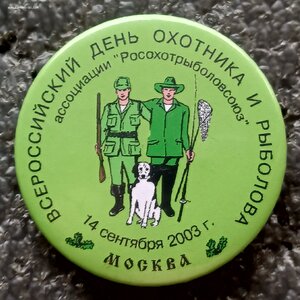 ВСЕРОССИЙСКИЙ ДЕНЬ ОХОТНИКА И РЫБОЛОВА
ассоциации "Росохотрыболовсоюз"
14 сентября 2003 г.
МОСКВА